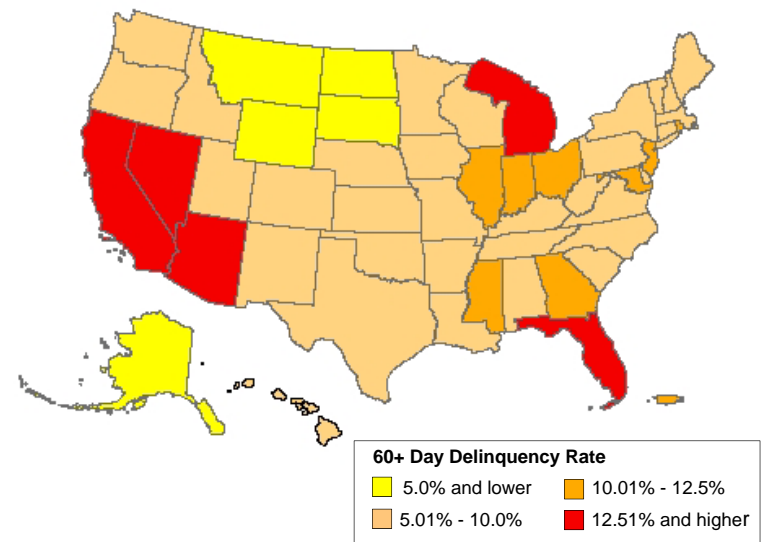 60+ Day Delinquency Rate
5.0% and lower
10.01% - 12.5%
5.01% - 10.0%
12.51% and higher